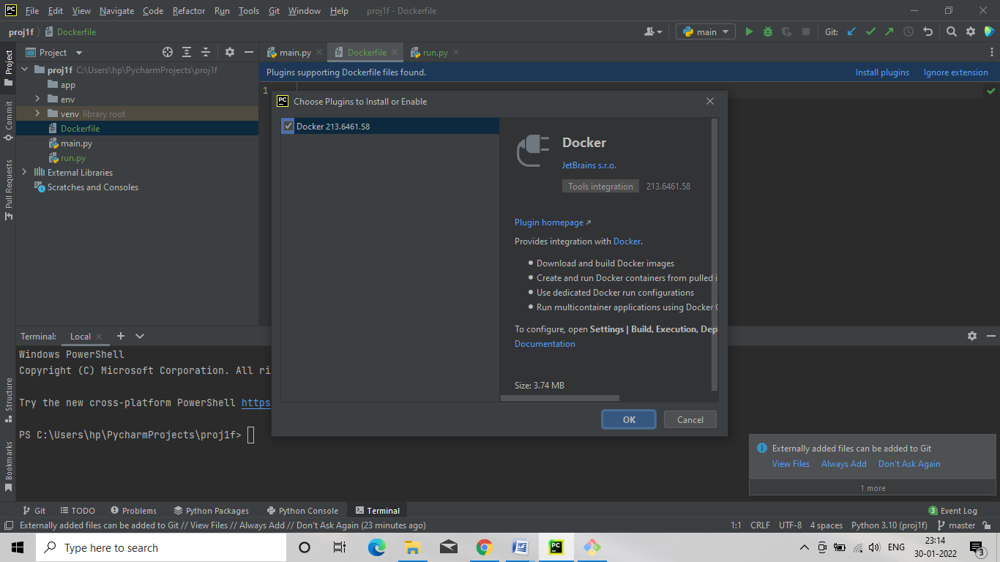 PC File Edit View Navigate Code Refactor Run Tools Git Window Help proj1f - Dockerfile
proj1f Dockerfile main Git:
Project main.py Dockerfile run.py
Project
Commit
Pull Requests
Structure
Bookmarks
proj1f C:\Users\hp\PycharmProjects\proj1f
app
env
venv library root
Dockerfile
main.py
run.py
External Libraries
Scratches and Consoles
Plugins supporting Dockerfile files found. Install plugins Ignore extension
1
PC Choose Plugins to Install or Enable
Docker 213.6461.58
Docker
JetBrains s.r.o.
Tools integration 213.6461.58
Plugin homepage ↗
Provides integration with Docker.
● Download and build Docker images
● Create and run Docker containers from pulled i
● Use dedicated Docker run configurations
● Run multicontainer applications using Docker C
To configure, open Settings | Build, Execution, Dep
Documentation
Size: 3.74 MB
OK Cancel
Terminal: Local
Windows PowerShell
Copyright (C) Microsoft Corporation. All ri
Try the new cross-platform PowerShell https
PS C:\Users\hp\PycharmProjects\proj1f>
Externally added files can be added to Git
View Files Always Add Don't Ask Again
1 more
Git TODO Problems Python Packages Python Console Terminal 3 Event Log
Externally added files can be added to Git // View Files // Always Add // Don't Ask Again (23 minutes ago) 1:1 CRLF UTF-8 4 spaces Python 3.10 (proj1f) master
Type here to search W PC ENG 23:14
30-01-2022 3